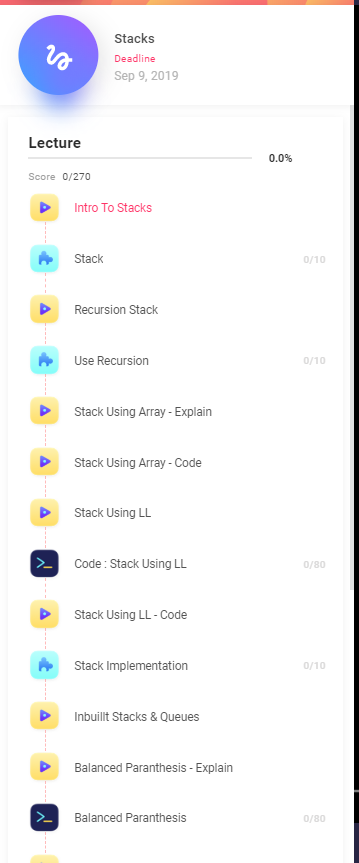 Stacks
Deadline
Sep 9, 2019
Lecture
0.0%
Score 0/270
Intro To Stacks
Stack 0/10
Recursion Stack
Use Recursion 0/10
Stack Using Array - Explain
Stack Using Array - Code
Stack Using LL
Code : Stack Using LL 0/80
Stack Using LL - Code
Stack Implementation 0/10
Inbuillt Stacks & Queues
Balanced Paranthesis - Explain
Balanced Paranthesis 0/80